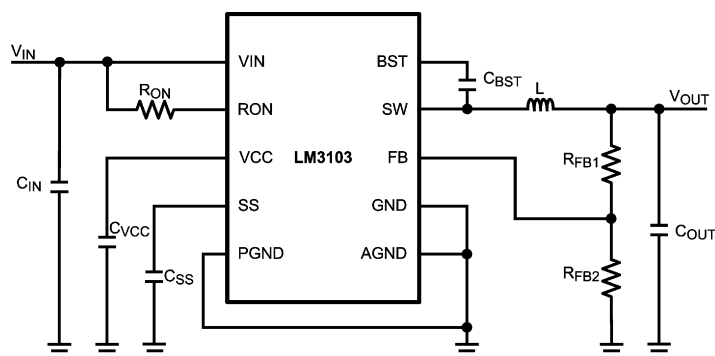 VIN
RON
CIN
CVCC
CSS
VIN
RON
VCC
SS
PGND
LM3103
BST
SW
FB
GND
AGND
CBST
L
VOUT
RFB1
RFB2
COUT